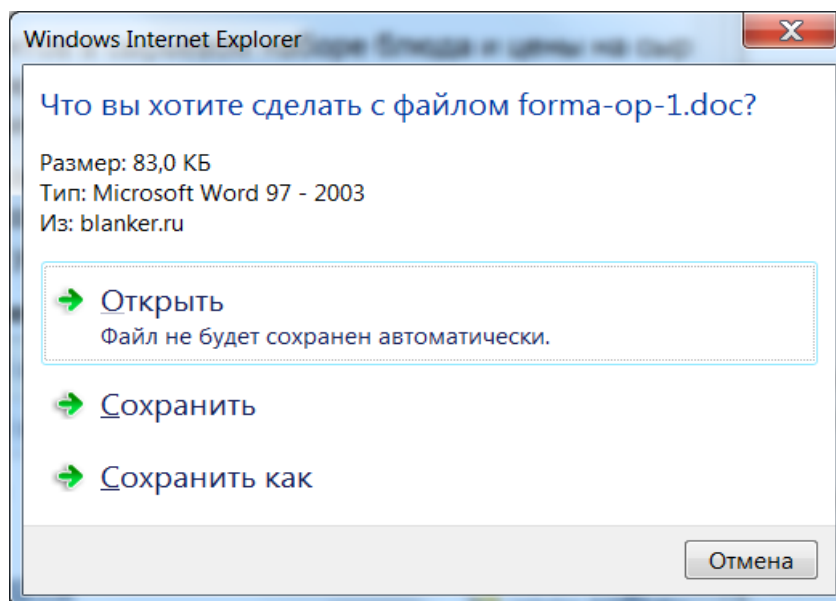 Windows Internet Explorer
Что вы хотите сделать с файлом forma-op-1.doc?
Размер: 83,0 КБ
Тип: Microsoft Word 97 - 2003
Из: blanker.ru
Открыть
Файл не будет сохранен автоматически.
Сохранить
Сохранить как
Отмена